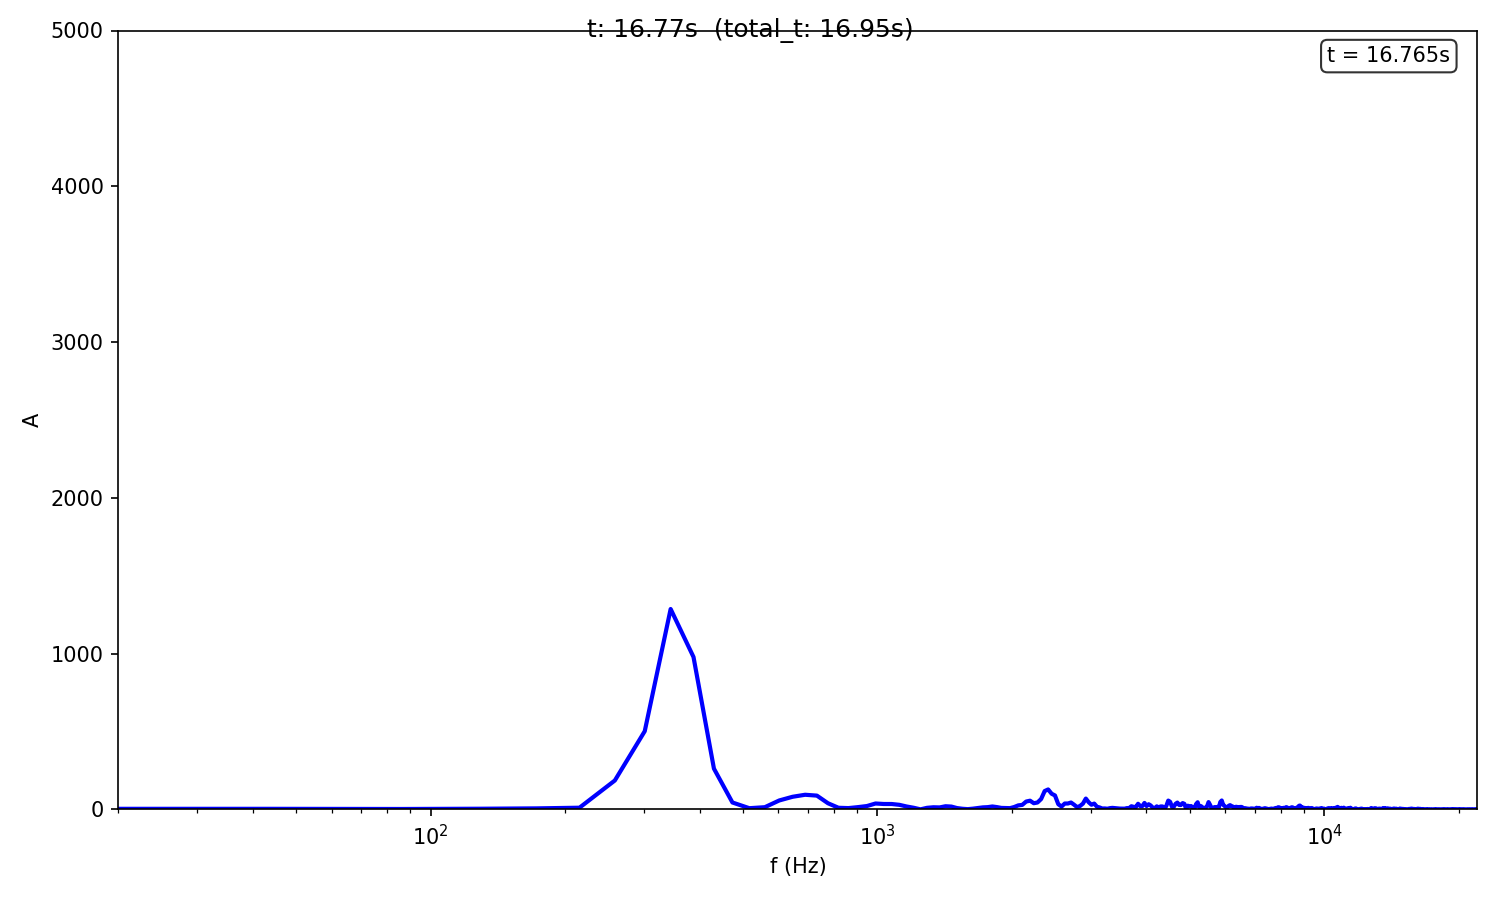 t: 16.77s (total_t: 16.95s)
t = 16.765s
5000
4000
3000
2000
1000
0
A
10²
10³
10⁴
f (Hz)